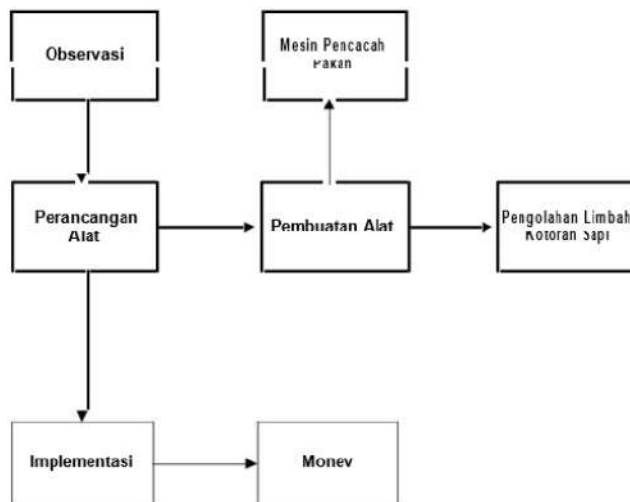 Observasi
Mesin Pencacah
Pakan
Perancangan
Alat
Pembuatan Alat
Pengolahan Limbah
Kotoran Sapi
Implementasi
Monev